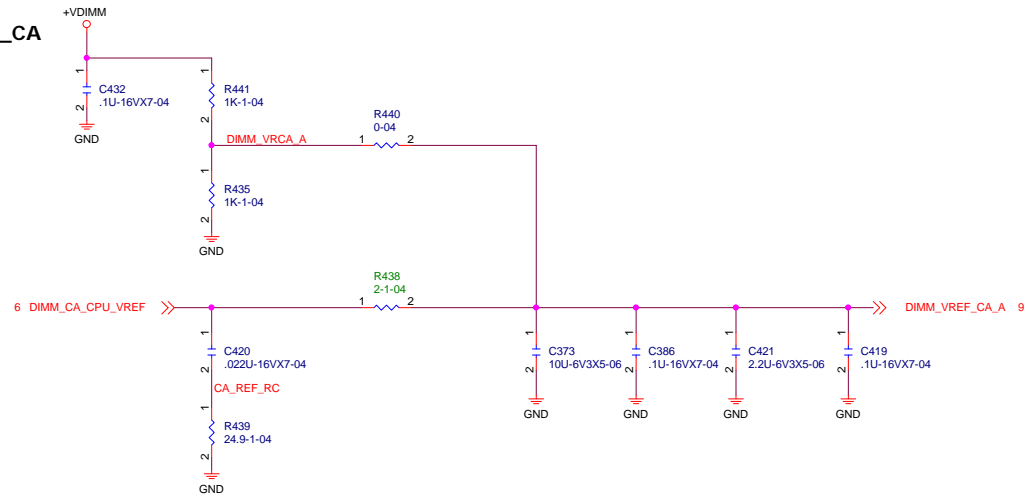 +VDIMM
_CA
1
C432
.1U-16VX7-04
2
GND
1
R441
1K-1-04
2
DIMM_VRCA_A
R440
0-04
1
2
1
R435
1K-1-04
2
GND
R438
2-1-04
1
2
6 DIMM_CA_CPU_VREF
DIMM_VREF_CA_A 9
1
C420
.022U-16VX7-04
2
CA_REF_RC
1
R439
24.9-1-04
2
GND
1
C373
10U-6V3X5-06
2
GND
1
C386
.1U-16VX7-04
2
GND
1
C421
2.2U-6V3X5-06
2
GND
1
C419
.1U-16VX7-04
2
GND